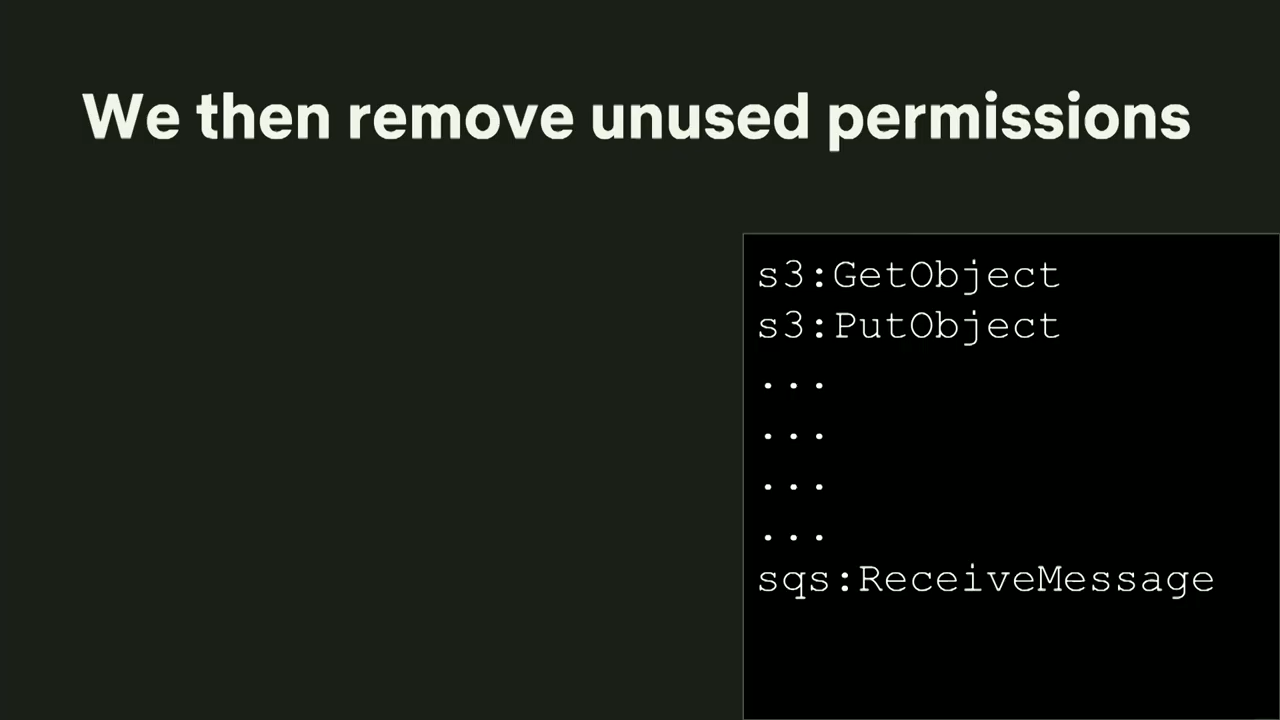 We then remove unused permissions
s3:GetObject
s3:PutObject
...
...
...
...
sqs:ReceiveMessage